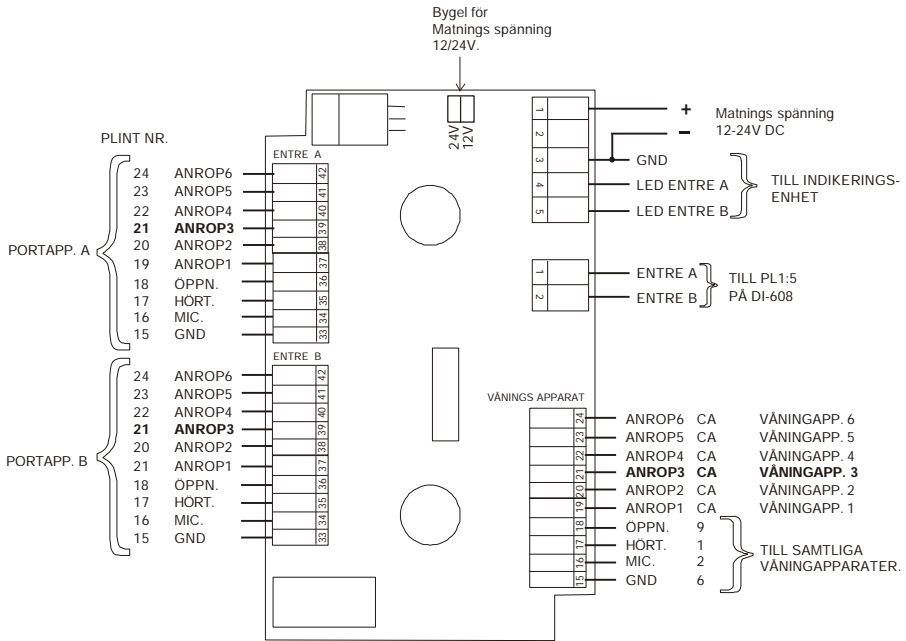 Bygel för
Matnings spänning
12/24V.
24V
12V
1
2
3
4
5
+
-
Matnings spänning
12-24V DC
GND
LED ENTRE A
LED ENTRE B
TILL INDIKERINGS-
ENHET
1
2
ENTRE A
ENTRE B
TILL PL1:5
PÅ DI-608
PLINT NR.
ENTRE A
PORTAPP. A
24 ANROP6 42
23 ANROP5 41
22 ANROP4 40
21 ANROP3 39
20 ANROP2 38
19 ANROP1 37
18 ÖPPN. 36
17 HÖRT. 35
16 MIC. 34
15 GND 33
ENTRE B
PORTAPP. B
24 ANROP6 42
23 ANROP5 41
22 ANROP4 40
21 ANROP3 39
20 ANROP2 38
21 ANROP1 37
18 ÖPPN. 36
17 HÖRT. 35
16 MIC. 34
15 GND 33
VÅNINGS APPARAT
24 ANROP6 CA VÅNINGAPP. 6
23 ANROP5 CA VÅNINGAPP. 5
22 ANROP4 CA VÅNINGAPP. 4
21 ANROP3 CA VÅNINGAPP. 3
20 ANROP2 CA VÅNINGAPP. 2
19 ANROP1 CA VÅNINGAPP. 1
18 ÖPPN. 9
17 HÖRT. 1
16 MIC. 2
15 GND 6
TILL SAMTLIGA
VÅNINGAPPARATER.